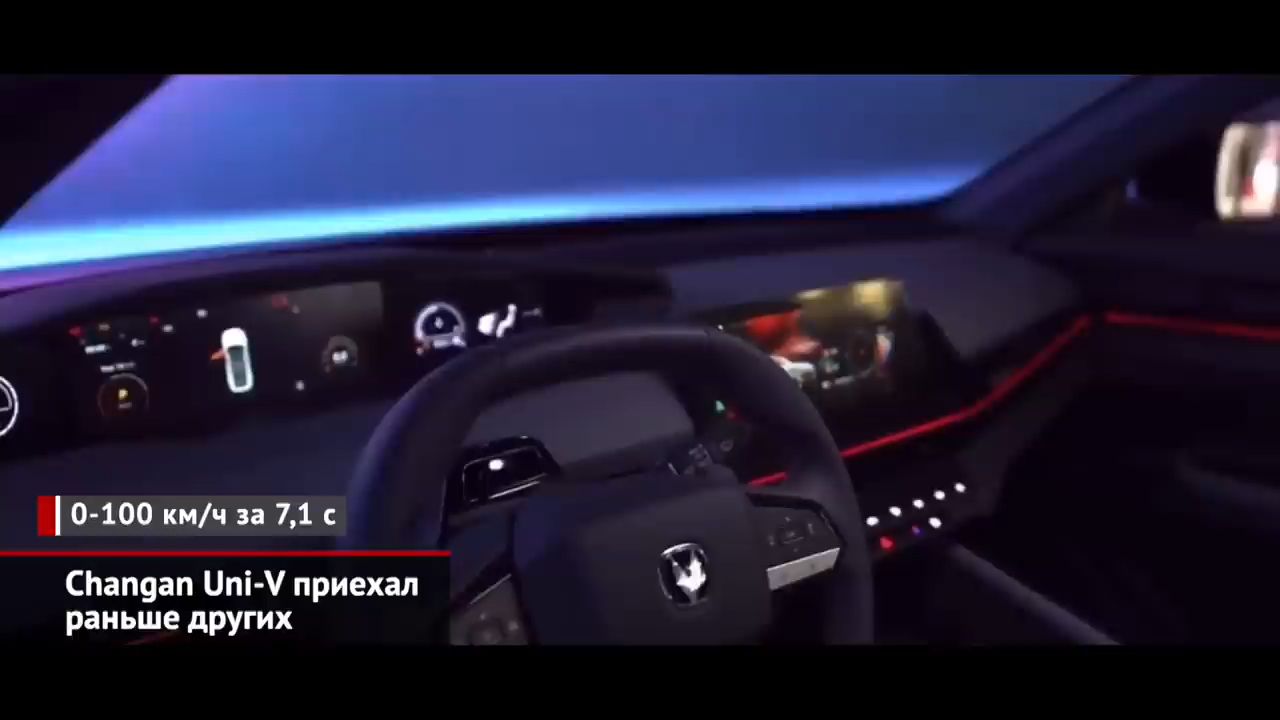 0-100 км/ч за 7,1 с
Changan Uni-V приехал
раньше других